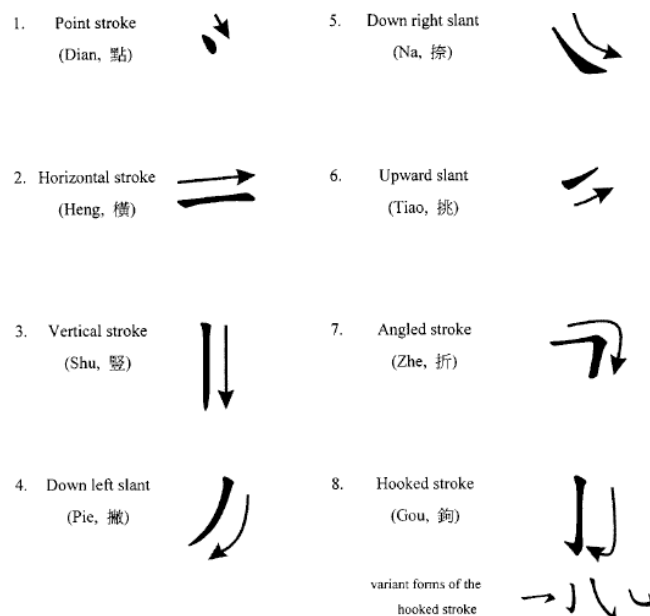 1. Point stroke
(Dian, 點)
2. Horizontal stroke
(Heng, 橫)
3. Vertical stroke
(Shu, 竪)
4. Down left slant
(Pie, 撇)
5. Down right slant
(Na, 捺)
6. Upward slant
(Tiao, 挑)
7. Angled stroke
(Zhe, 折)
8. Hooked stroke
(Gou, 鉤)
variant forms of the
hooked stroke